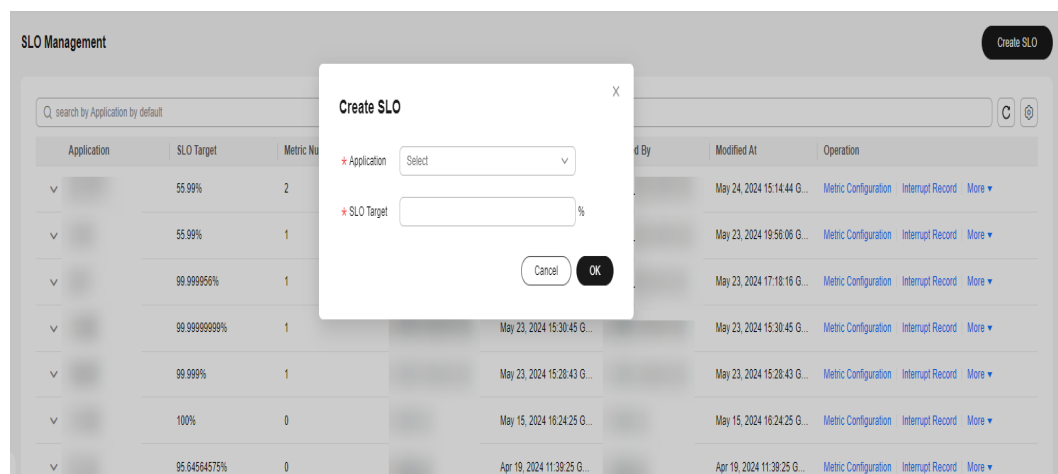 SLO Management
Create SLO
search by Application by default
Create SLO
Application SLO Target Metric Nu d By Modified At Operation
* Application Select
55.99% 2 May 24, 2024 15:14:44 G... Metric Configuration Interrupt Record More
* SLO Target %
55.99% 1 May 23, 2024 19:56:06 G... Metric Configuration Interrupt Record More
Cancel OK
99.999956% 1 May 23, 2024 17:18:16 G... Metric Configuration Interrupt Record More
99.99999999% 1 May 23, 2024 15:30:45 G... May 23, 2024 15:30:45 G... Metric Configuration Interrupt Record More
99.999% 1 May 23, 2024 15:28:43 G... May 23, 2024 15:28:43 G... Metric Configuration Interrupt Record More
100% 0 May 15, 2024 16:24:25 G... May 15, 2024 16:24:25 G... Metric Configuration Interrupt Record More
95.64564575% 0 Apr 19, 2024 11:39:25 G... Apr 19, 2024 11:39:25 G... Metric Configuration Interrupt Record More